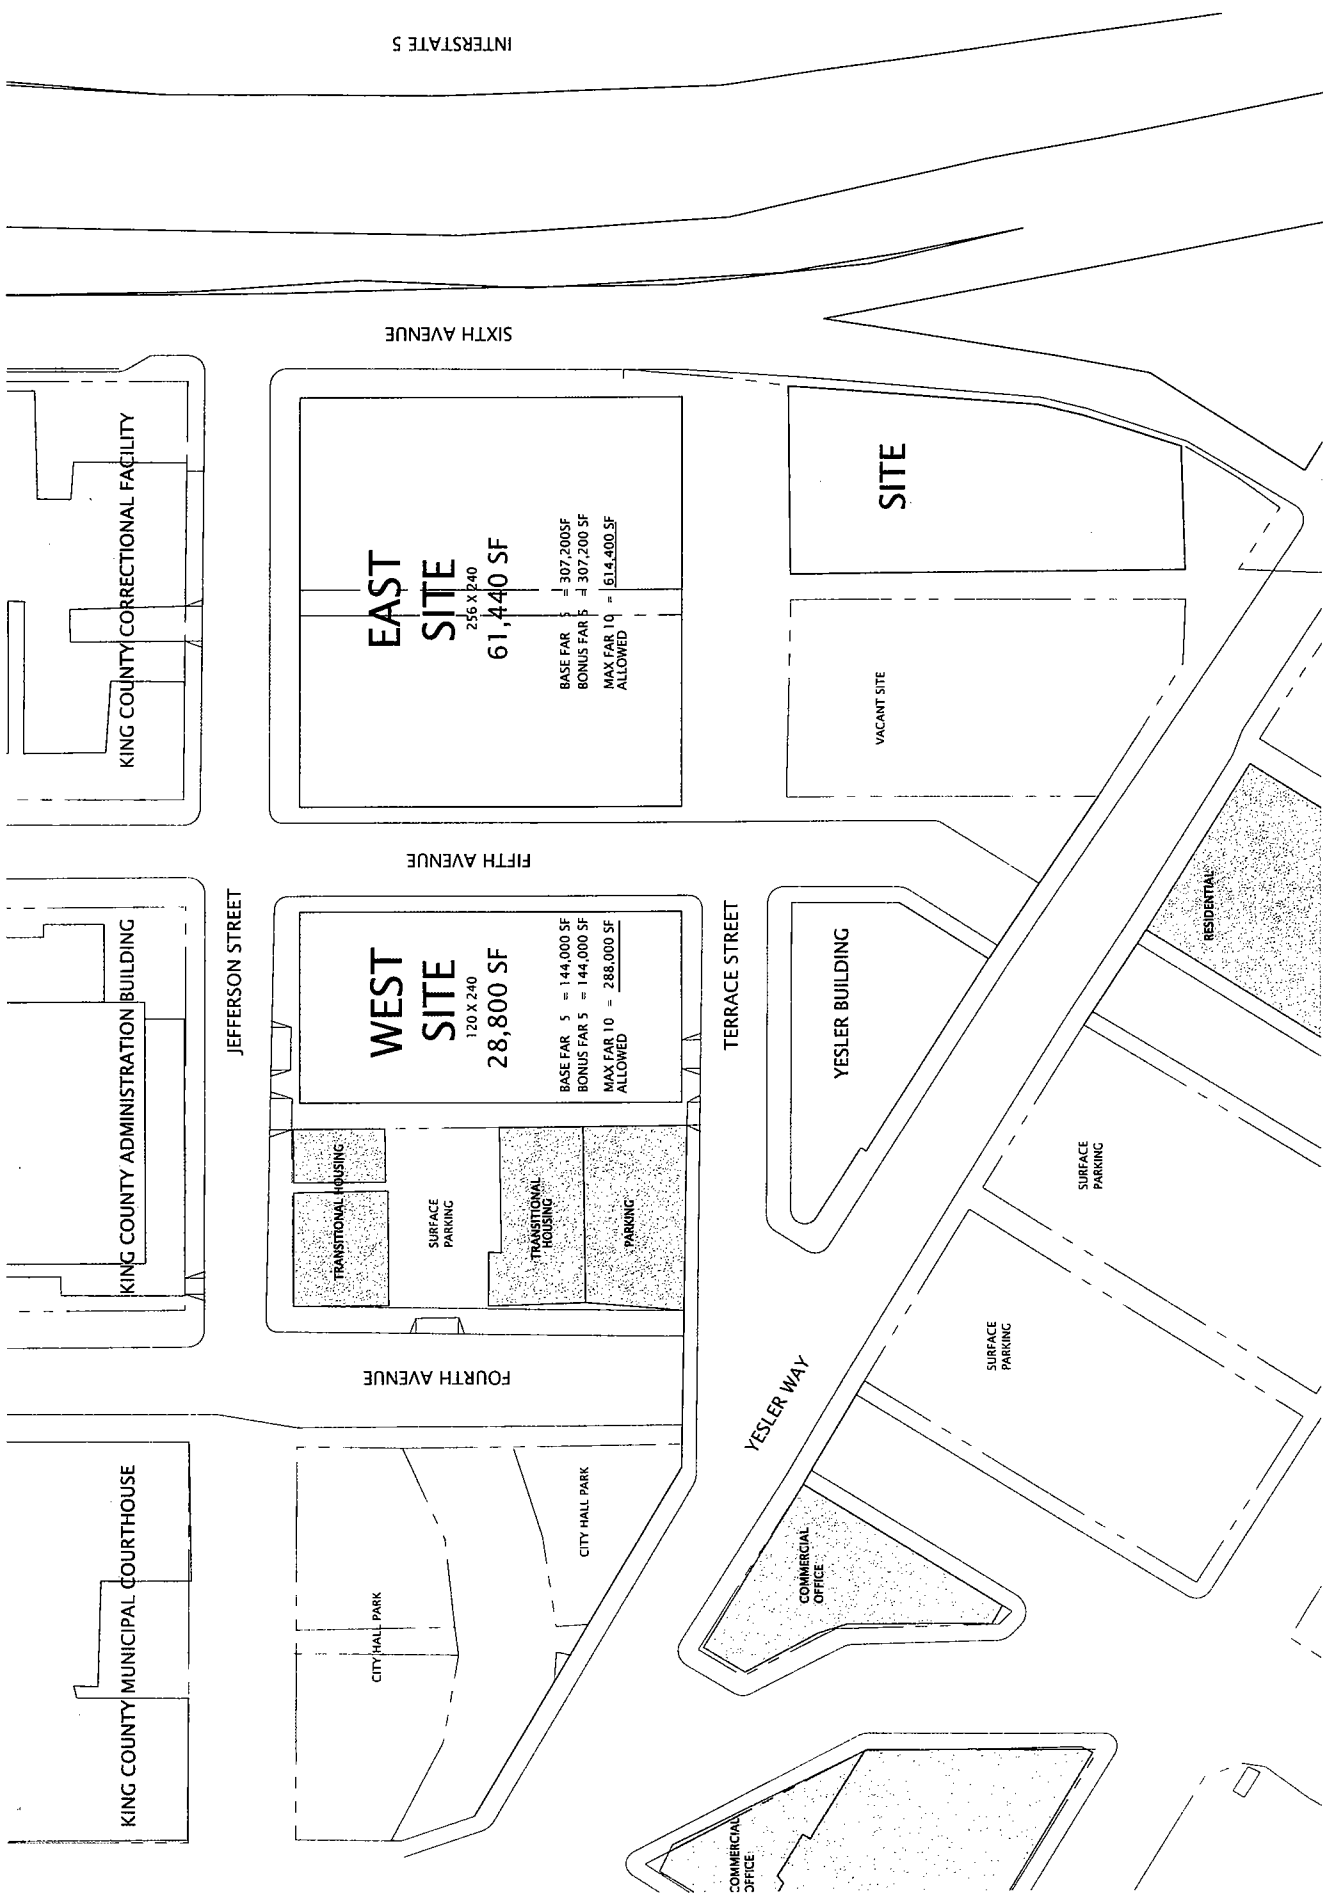 INTERSTATE 5
SIXTH AVENUE
FIFTH AVENUE
FOURTH AVENUE
KING COUNTY CORRECTIONAL FACILITY
KING COUNTY ADMINISTRATION BUILDING
KING COUNTY MUNICIPAL COURTHOUSE
JEFFERSON STREET
EAST
SITE
256 X 240
61,440 SF
BASE FAR 5 = 307,200SF
BONUS FAR 5 = 307,200 SF
MAX FAR 10 = 614,400 SF
ALLOWED
WEST
SITE
120 X 240
28,800 SF
BASE FAR 5 = 144,000 SF
BONUS FAR 5 = 144,000 SF
MAX FAR 10 = 288,000 SF
ALLOWED
TRANSITIONAL HOUSING
SURFACE
PARKING
TRANSITIONAL
HOUSING
PARKING
CITY HALL PARK
CITY HALL PARK
TERRACE STREET
SITE
VACANT SITE
YESLER BUILDING
YESLER WAY
RESIDENTIAL
SURFACE
PARKING
SURFACE
PARKING
COMMERCIAL
OFFICE
COMMERCIAL
OFFICE